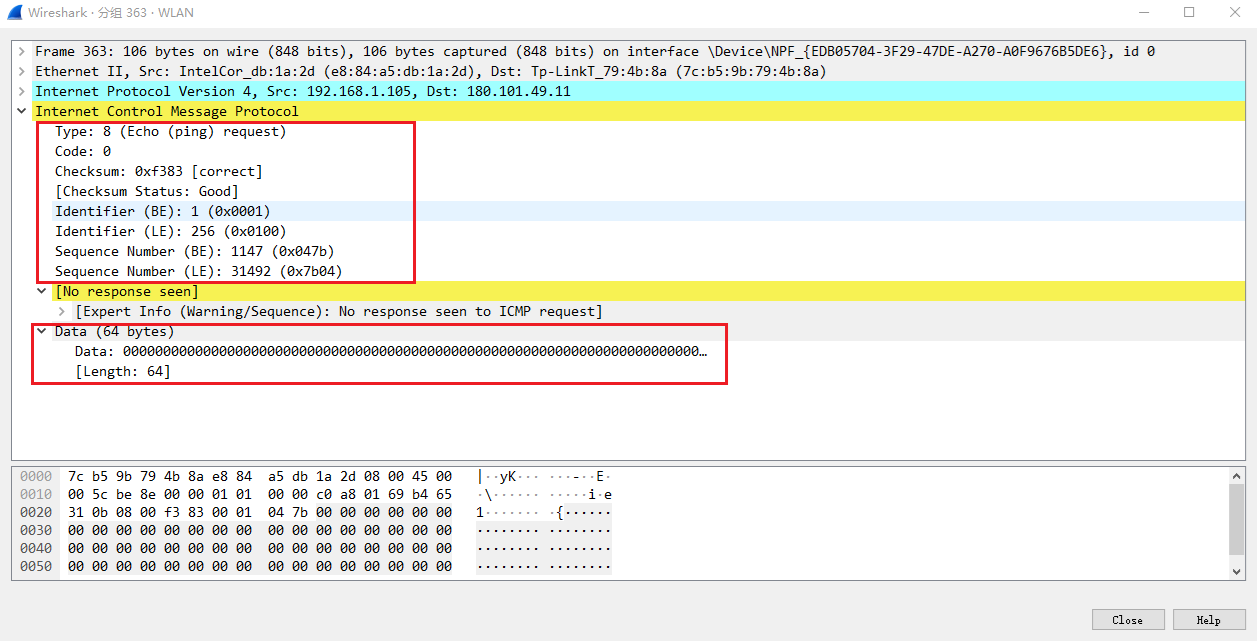 Wireshark · 分组 363 · WLAN
Frame 363: 106 bytes on wire (848 bits), 106 bytes captured (848 bits) on interface \Device\NPF_{EDB05704-3F29-47DE-A270-A0F9676B5DE6}, id 0
Ethernet II, Src: IntelCor_db:1a:2d (e8:84:a5:db:1a:2d), Dst: Tp-LinkT_79:4b:8a (7c:b5:9b:79:4b:8a)
Internet Protocol Version 4, Src: 192.168.1.105, Dst: 180.101.49.11
Internet Control Message Protocol
Type: 8 (Echo (ping) request)
Code: 0
Checksum: 0xf383 [correct]
[Checksum Status: Good]
Identifier (BE): 1 (0x0001)
Identifier (LE): 256 (0x0100)
Sequence Number (BE): 1147 (0x047b)
Sequence Number (LE): 31492 (0x7b04)
[No response seen]
[Expert Info (Warning/Sequence): No response seen to ICMP request]
Data (64 bytes)
Data: 000000000000000000000000000000000000000000000000000000000000000000000000…
[Length: 64]
0000 7c b5 9b 79 4b 8a e8 84 a5 db 1a 2d 08 00 45 00 |··yK··· ···-··E·
0010 00 5c be 8e 00 00 01 01 00 00 c0 a8 01 69 b4 65 ·\······ ·····i·e
0020 31 0b 08 00 f3 83 00 01 04 7b 00 00 00 00 00 00 1······· ·{······
0030 00 00 00 00 00 00 00 00 00 00 00 00 00 00 00 00 ········ ········
0040 00 00 00 00 00 00 00 00 00 00 00 00 00 00 00 00 ········ ········
0050 00 00 00 00 00 00 00 00 00 00 00 00 00 00 00 00 ········ ········
Close Help